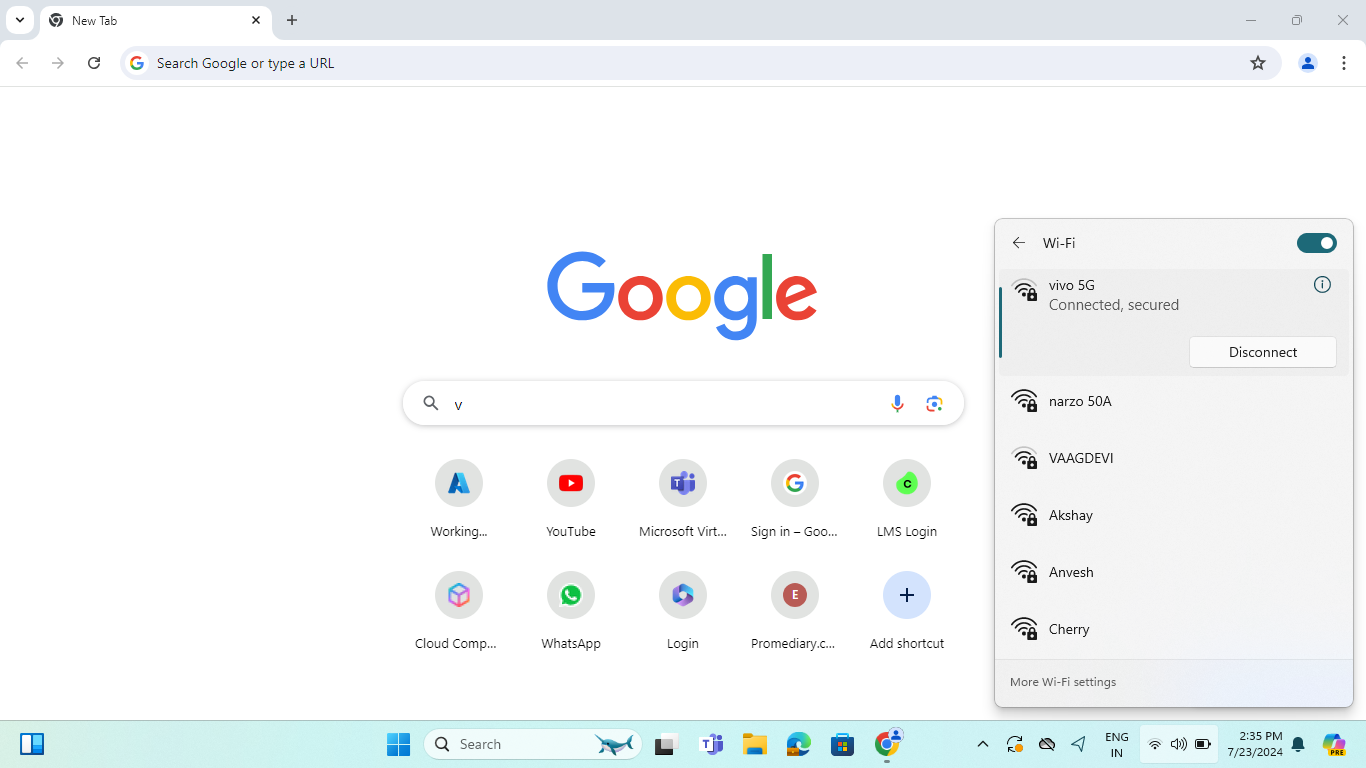 New Tab
Search Google or type a URL
Google
v
Working...
YouTube
Microsoft Virt...
Sign in – Goo...
LMS Login
Cloud Comp...
WhatsApp
Login
E
Promediary.c...
Add shortcut
Wi-Fi
vivo 5G
Connected, secured
Disconnect
narzo 50A
VAAGDEVI
Akshay
Anvesh
Cherry
More Wi-Fi settings
Search
ENG
IN
2:35 PM
7/23/2024
PRE